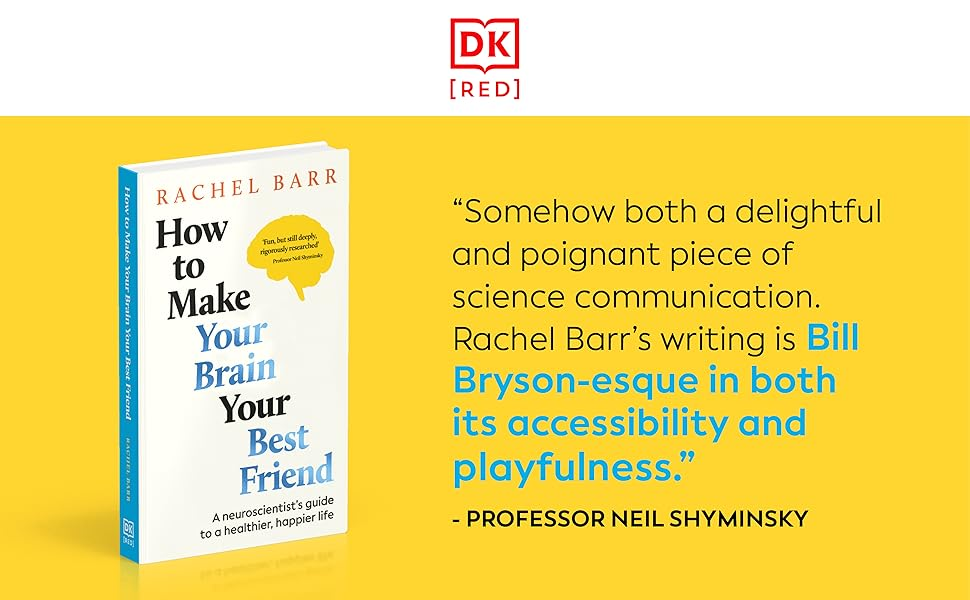 DK
[RED]
How to Make Your Brain Your Best Friend
RACHEL BARR
DK
[RED]
RACHEL BARR
How
to
Make
Your
Brain
Your
Best
Friend
'Fun, but still deeply,
rigorously researched'
Professor Neil Shyminsky
A neuroscientist's guide
to a healthier, happier life
“Somehow both a delightful
and poignant piece of
science communication.
Rachel Barr’s writing is Bill
Bryson-esque in both
its accessibility and
playfulness.”
- PROFESSOR NEIL SHYMINSKY